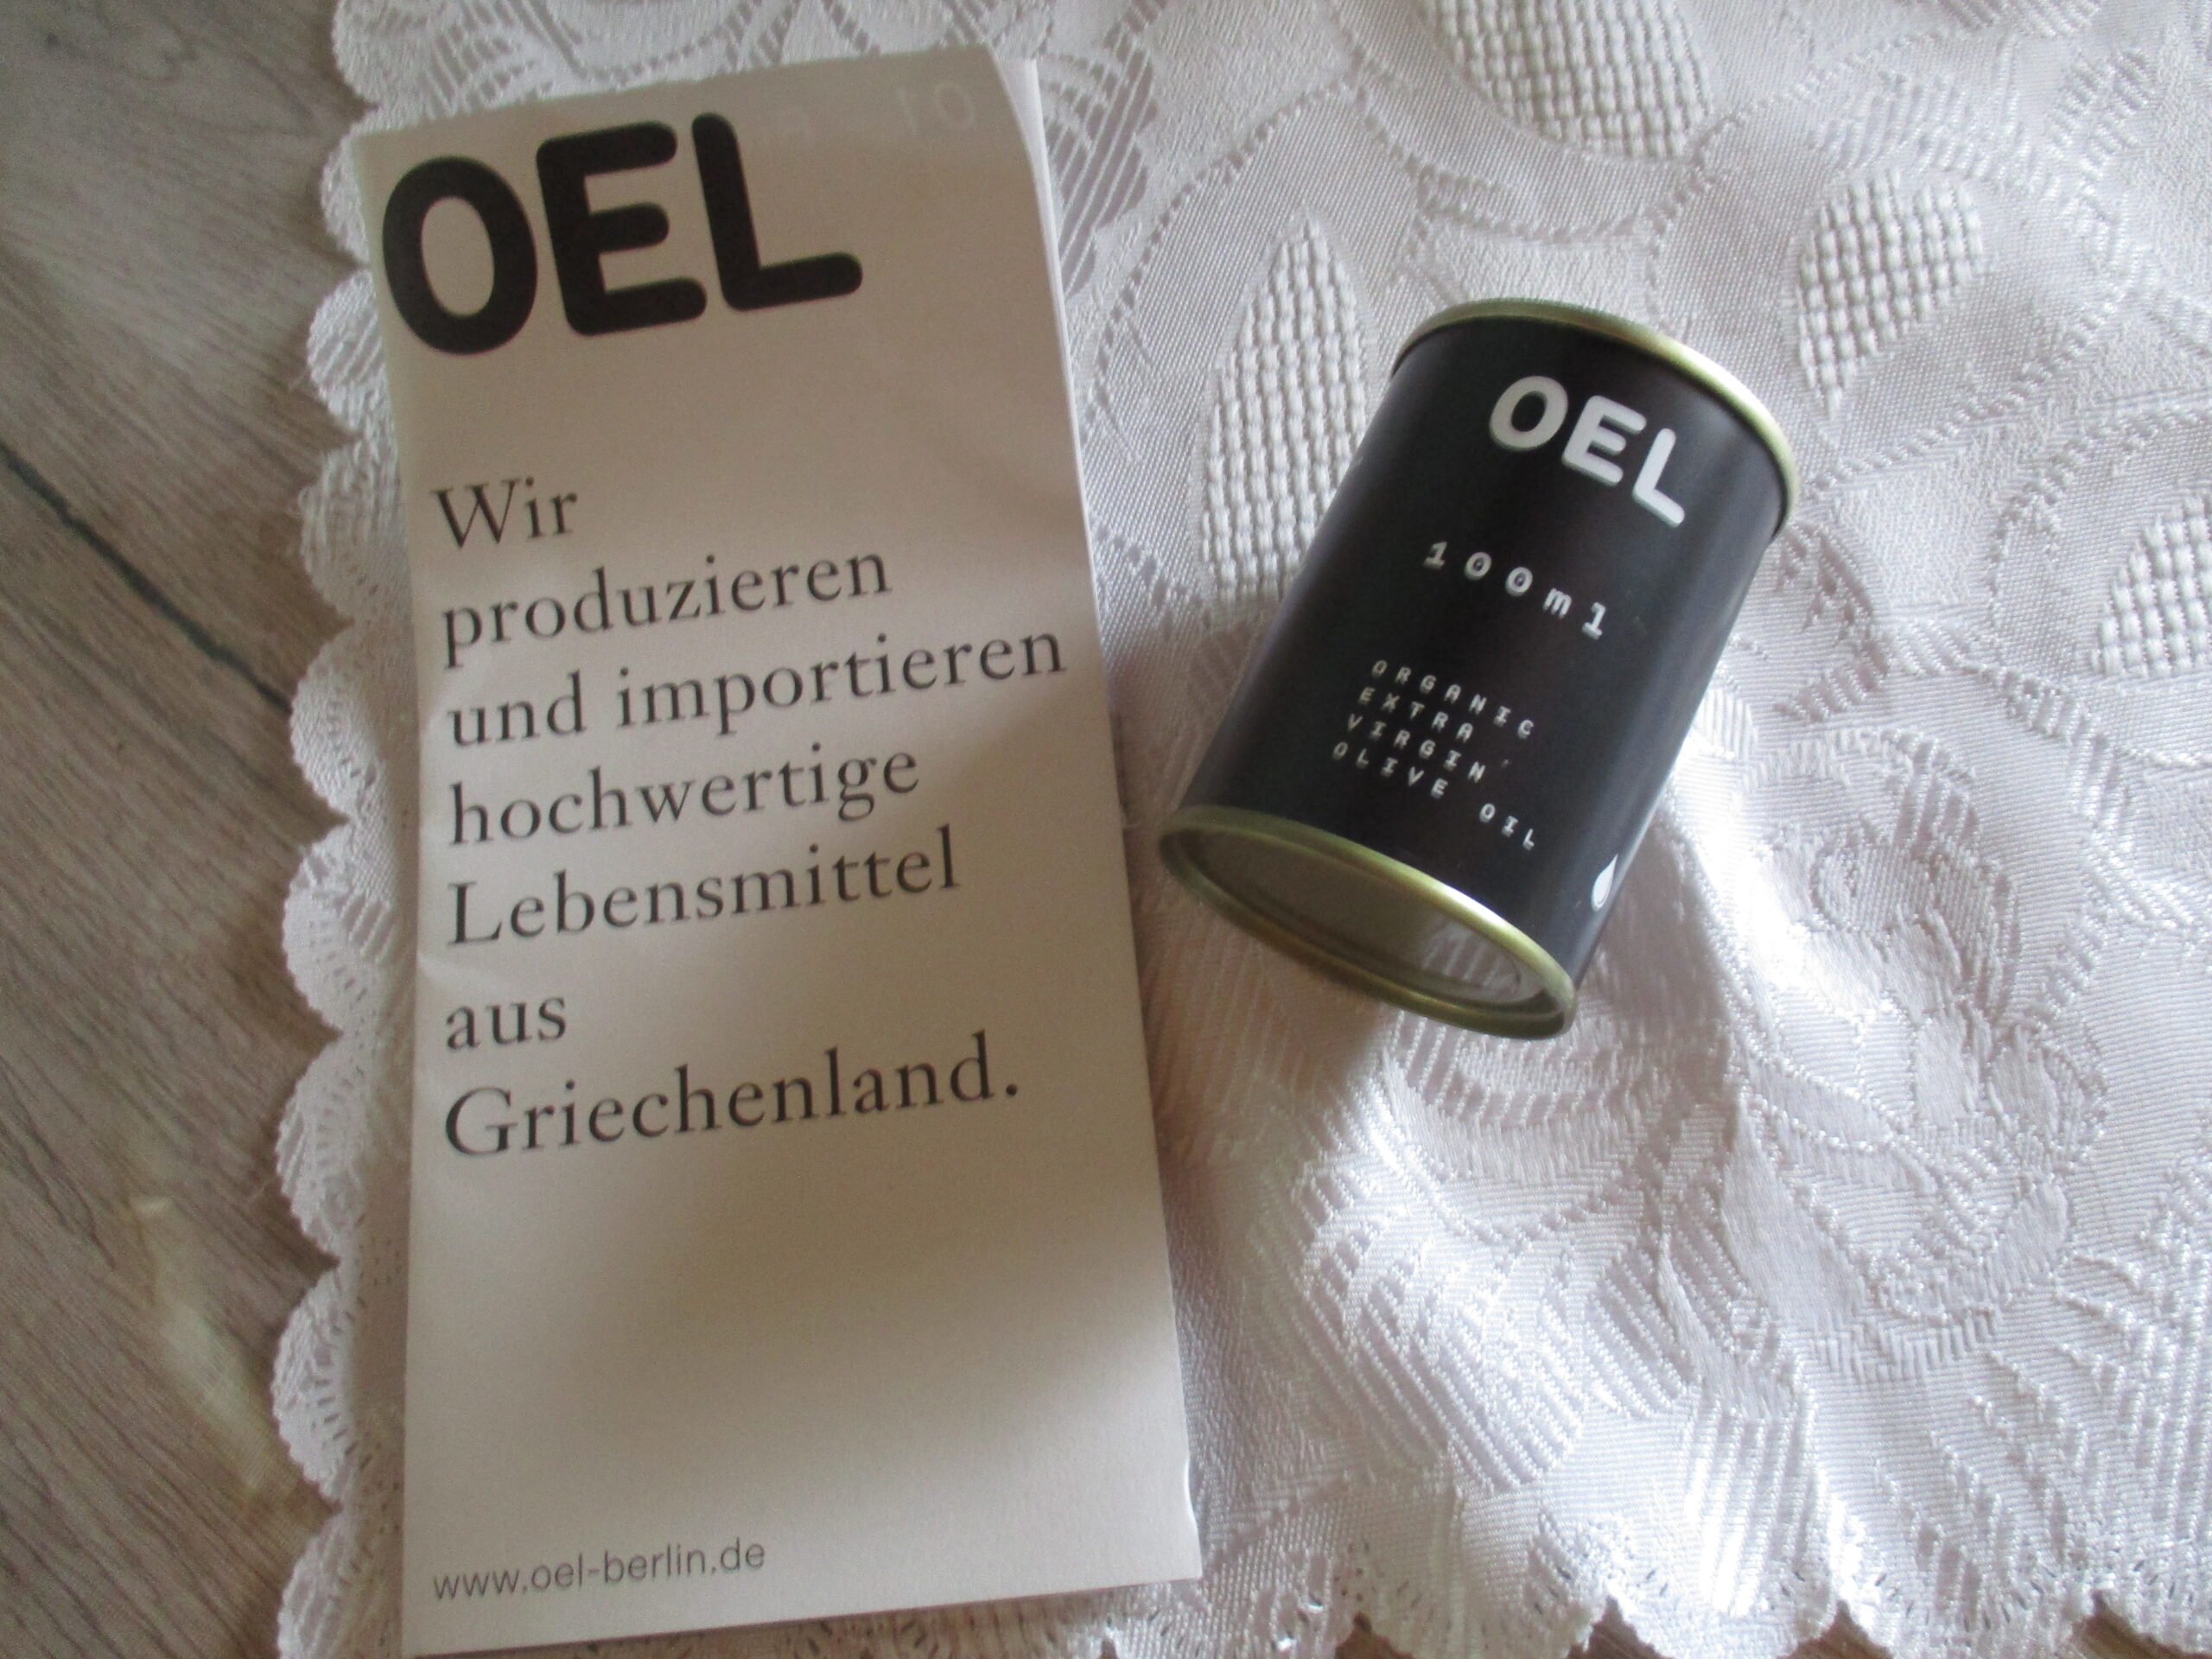 OEL
Wir
produzieren
und importieren
hochwertige
Lebensmittel
aus
Griechenland.
www.oel-berlin.de
OEL
100ml
ORGANIC
EXTRA
VIRGIN
OLIVE OIL